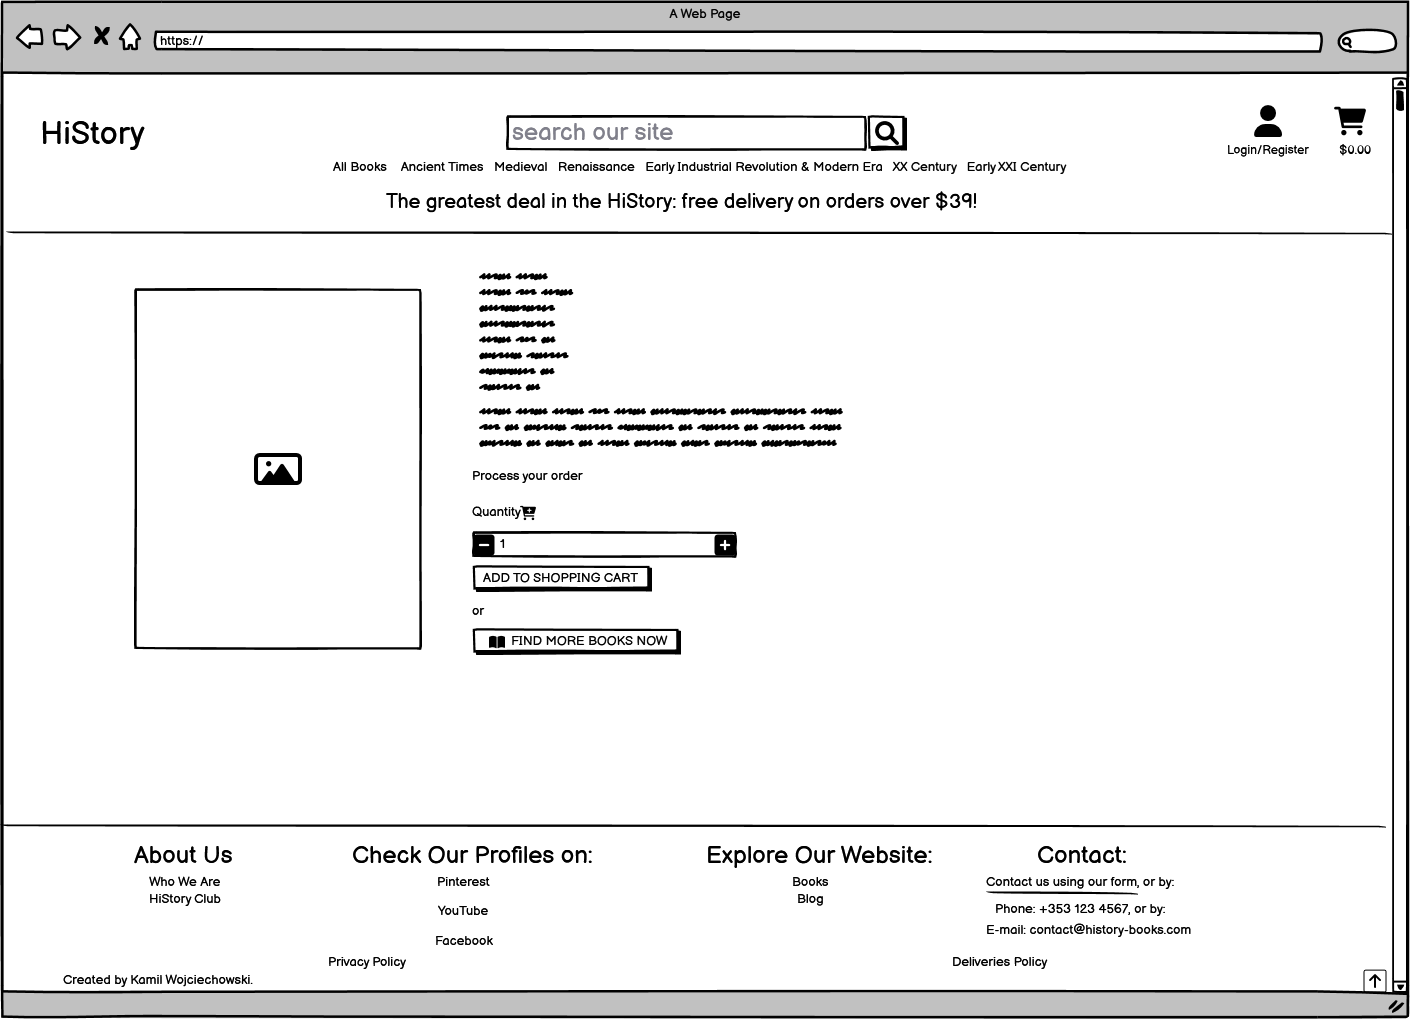 A Web Page
https://
HiStory
search our site
Login/Register
$0.00
All Books Ancient Times Medieval Renaissance Early Industrial Revolution & Modern Era XX Century Early XXI Century
The greatest deal in the HiStory: free delivery on orders over $39!
Process your order
Quantity
1
ADD TO SHOPPING CART
or
FIND MORE BOOKS NOW
About Us
Who We Are
HiStory Club
Check Our Profiles on:
Pinterest
YouTube
Facebook
Explore Our Website:
Books
Blog
Contact:
Contact us using our form, or by:
Phone: +353 123 4567, or by:
E-mail: contact@history-books.com
Privacy Policy
Deliveries Policy
Created by Kamil Wojciechowski.